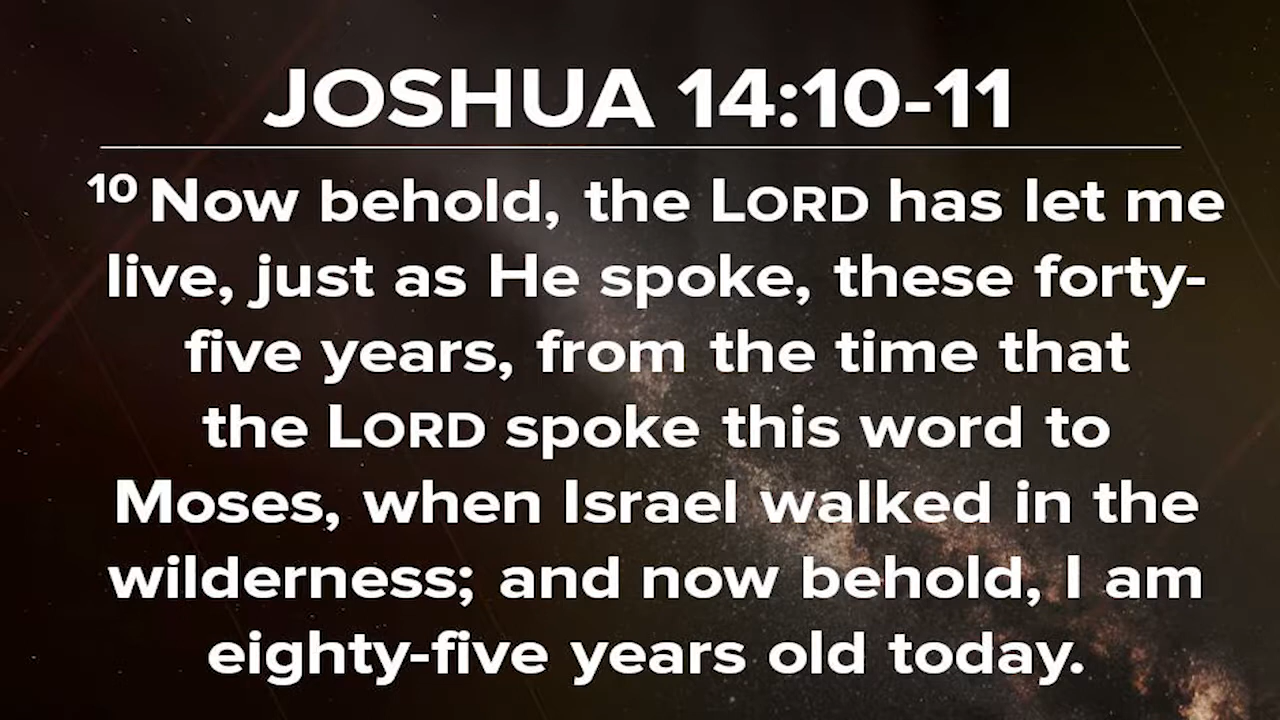 JOSHUA 14:10-11
10 Now behold, the LORD has let me
live, just as He spoke, these forty-
five years, from the time that
the LORD spoke this word to
Moses, when Israel walked in the
wilderness; and now behold, I am
eighty-five years old today.